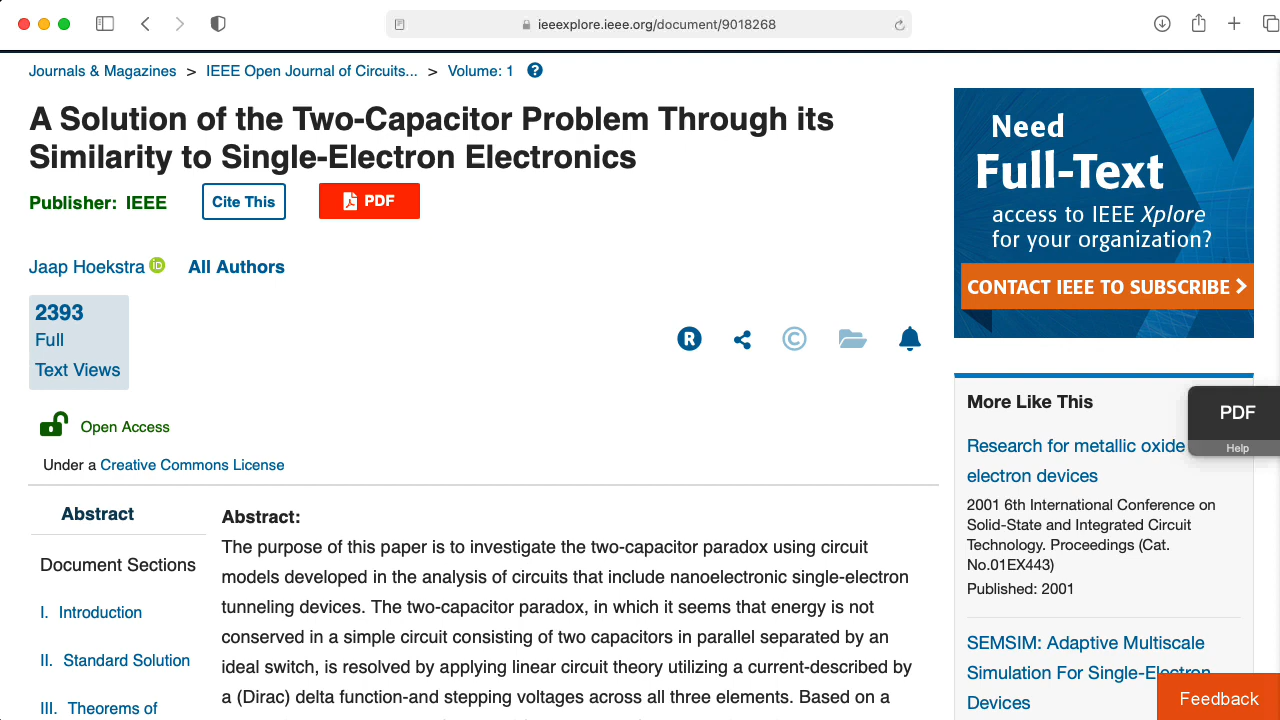 ieeexplore.ieee.org/document/9018268
Journals & Magazines > IEEE Open Journal of Circuits... > Volume: 1 ?
A Solution of the Two-Capacitor Problem Through its
Similarity to Single-Electron Electronics
Publisher: IEEE
Cite This
PDF
Jaap Hoekstra iD All Authors
2393
Full
Text Views
R
©
Open Access
Under a Creative Commons License
Abstract
Document Sections
I. Introduction
II. Standard Solution
III. Theorems of
Abstract:
The purpose of this paper is to investigate the two-capacitor paradox using circuit
models developed in the analysis of circuits that include nanoelectronic single-electron
tunneling devices. The two-capacitor paradox, in which it seems that energy is not
conserved in a simple circuit consisting of two capacitors in parallel separated by an
ideal switch, is resolved by applying linear circuit theory utilizing a current-described by
a (Dirac) delta function-and stepping voltages across all three elements. Based on a
Need
Full-Text
access to IEEE Xplore
for your organization?
CONTACT IEEE TO SUBSCRIBE >
More Like This
Research for metallic oxide
electron devices
2001 6th International Conference on
Solid-State and Integrated Circuit
Technology. Proceedings (Cat.
No.01EX443)
Published: 2001
SEMSIM: Adaptive Multiscale
Simulation For Single-Electron
Devices
PDF
Help
Feedback